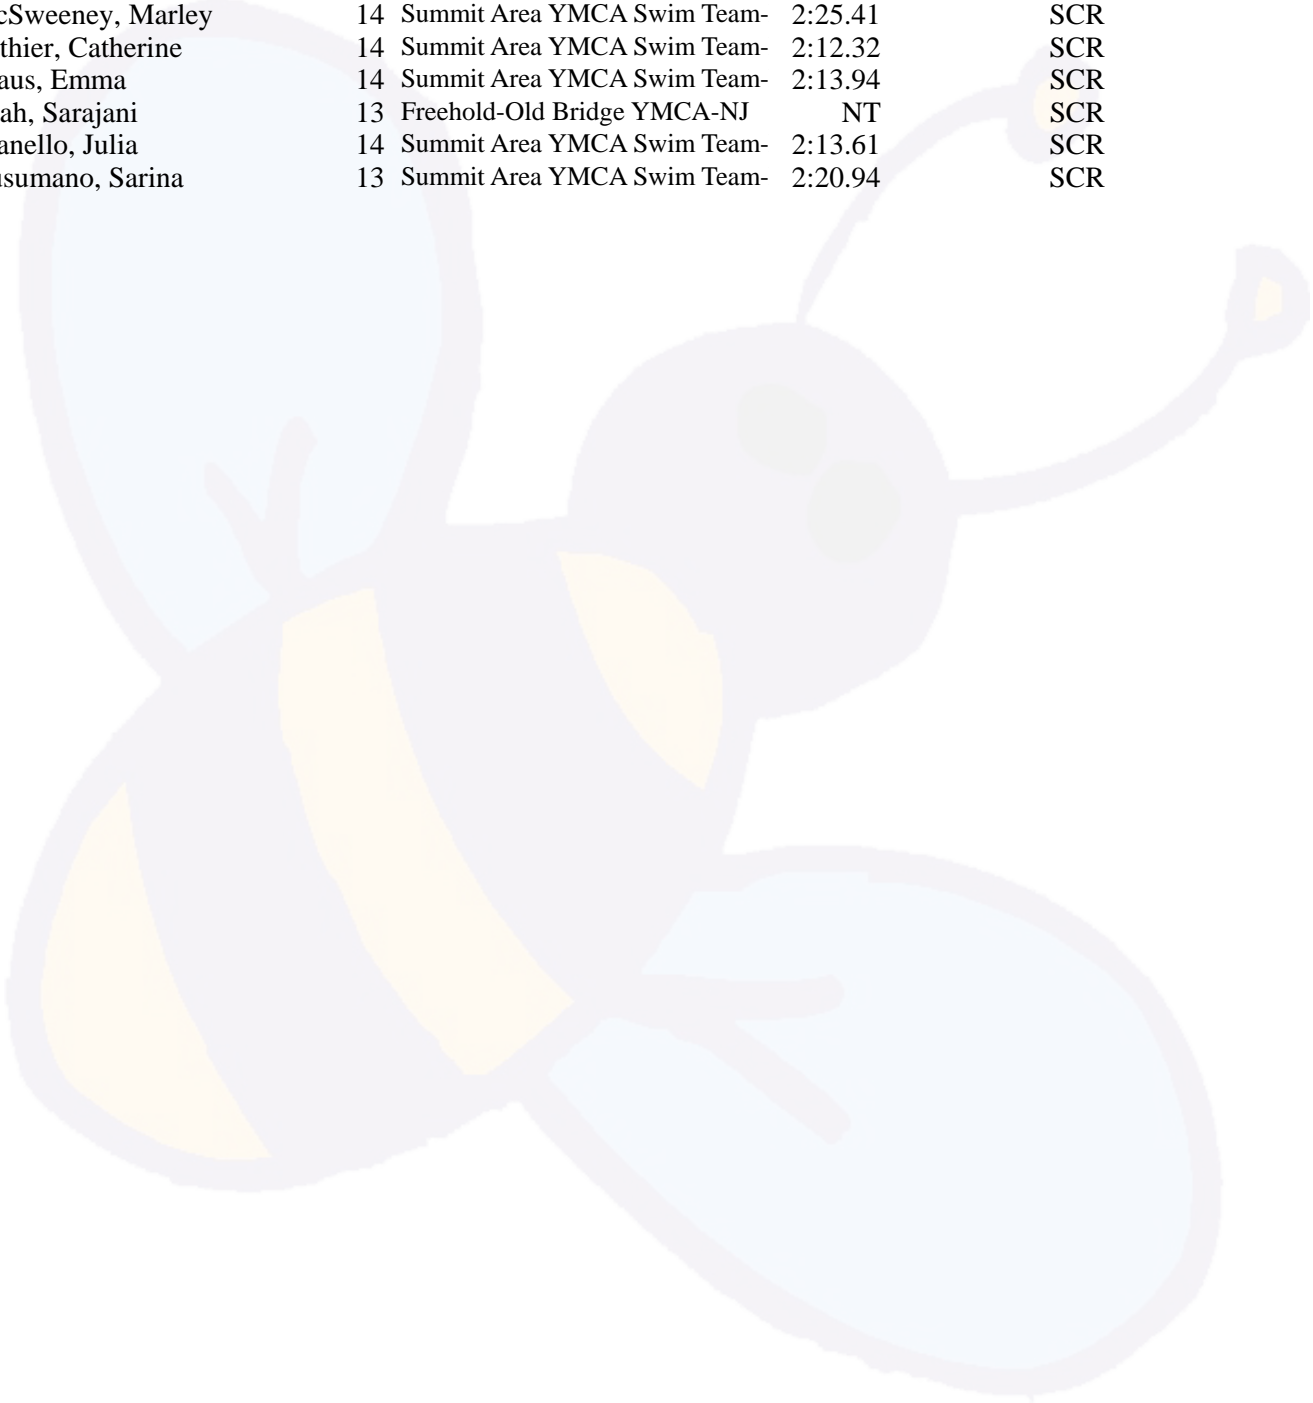 cSweeney, Marley 14 Summit Area YMCA Swim Team- 2:25.41 SCR
thier, Catherine 14 Summit Area YMCA Swim Team- 2:12.32 SCR
aus, Emma 14 Summit Area YMCA Swim Team- 2:13.94 SCR
ah, Sarajani 13 Freehold-Old Bridge YMCA-NJ NT SCR
anello, Julia 14 Summit Area YMCA Swim Team- 2:13.61 SCR
usumano, Sarina 13 Summit Area YMCA Swim Team- 2:20.94 SCR